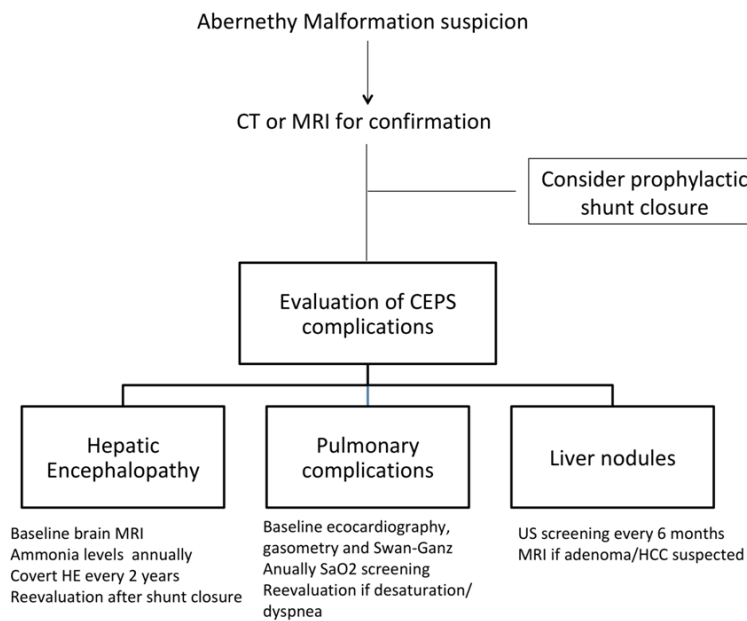 Abernethy Malformation suspicion
CT or MRI for confirmation
Consider prophylactic
shunt closure
Evaluation of CEPS
complications
Hepatic
Encephalopathy
Pulmonary
complications
Liver nodules
Baseline brain MRI
Ammonia levels annually
Covert HE every 2 years
Reevaluation after shunt closure
Baseline ecocardiography,
gasometry and Swan-Ganz
Anually SaO2 screening
Reevaluation if desaturation/
dyspnea
US screening every 6 months
MRI if adenoma/HCC suspected